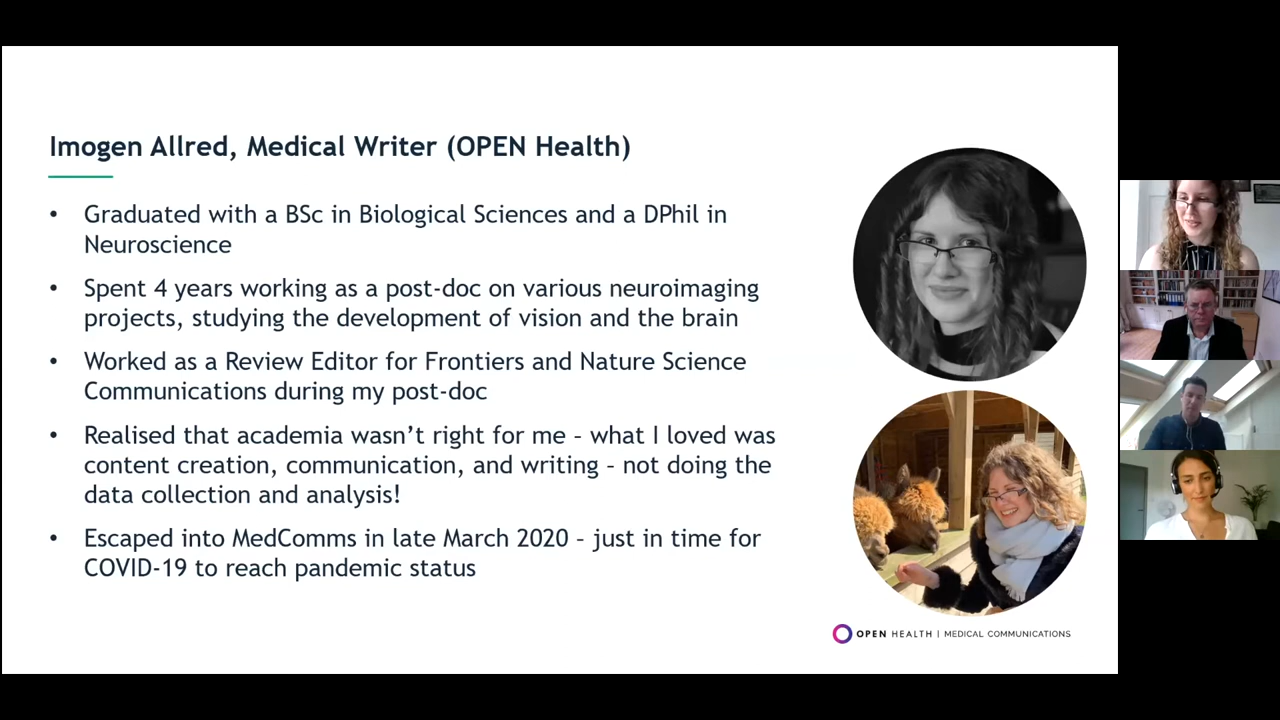 Imogen Allred, Medical Writer (OPEN Health)
• Graduated with a BSc in Biological Sciences and a DPhil in
Neuroscience
• Spent 4 years working as a post-doc on various neuroimaging
projects, studying the development of vision and the brain
• Worked as a Review Editor for Frontiers and Nature Science
Communications during my post-doc
• Realised that academia wasn’t right for me – what I loved was
content creation, communication, and writing – not doing the
data collection and analysis!
• Escaped into MedComms in late March 2020 – just in time for
COVID-19 to reach pandemic status
OPEN HEALTH | MEDICAL COMMUNICATIONS